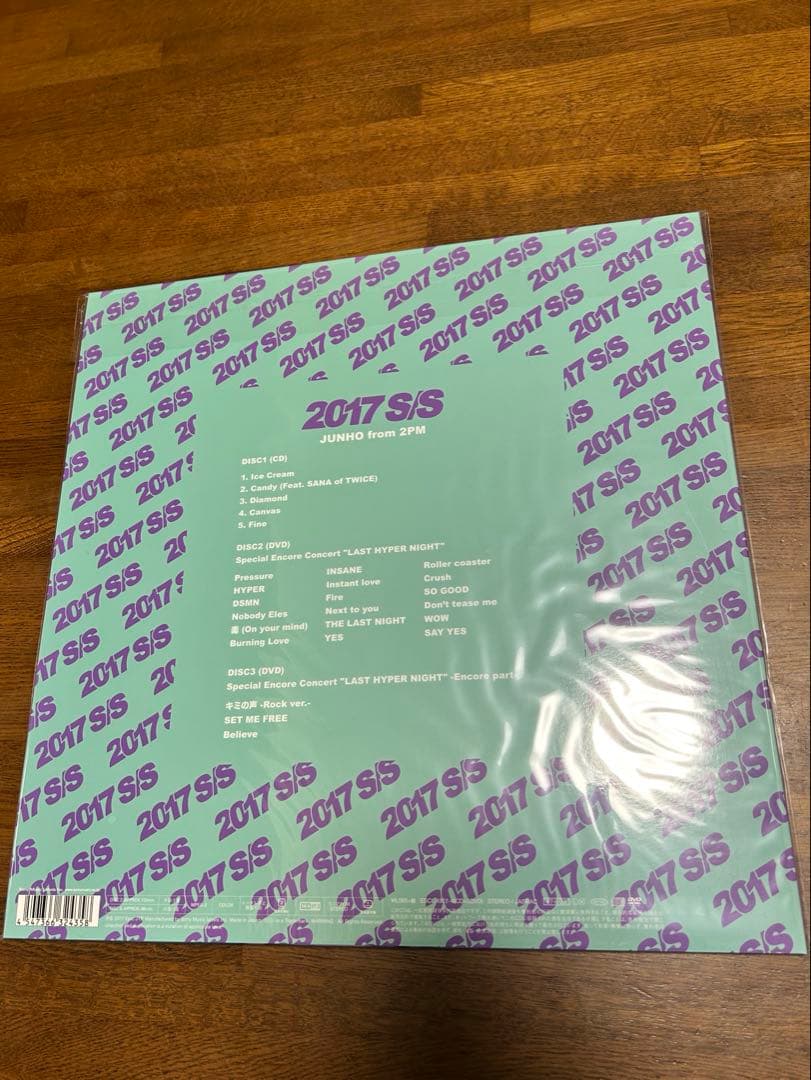 2017 S/S
JUNHO from 2PM
DISC1 (CD)
1. Ice Cream
2. Candy (Feat. SANA of TWICE)
3. Diamond
4. Canvas
5. Fine
DISC2 (DVD)
Special Encore Concert "LAST HYPER NIGHT"
Pressure
HYPER
DSMN
Nobody Eles
(On your mind)
Burning Love
INSANE
Instant love
Fire
Next to you
THE LAST NIGHT
YES
Roller coaster
Crush
SO GOOD
Don't tease me
WOW
SAY YES
DISC3 (DVD)
Special Encore Concert "LAST HYPER NIGHT" -Encore part-
キミの声 -Rock ver.-
SET ME FREE
Believe
4 547366 324358